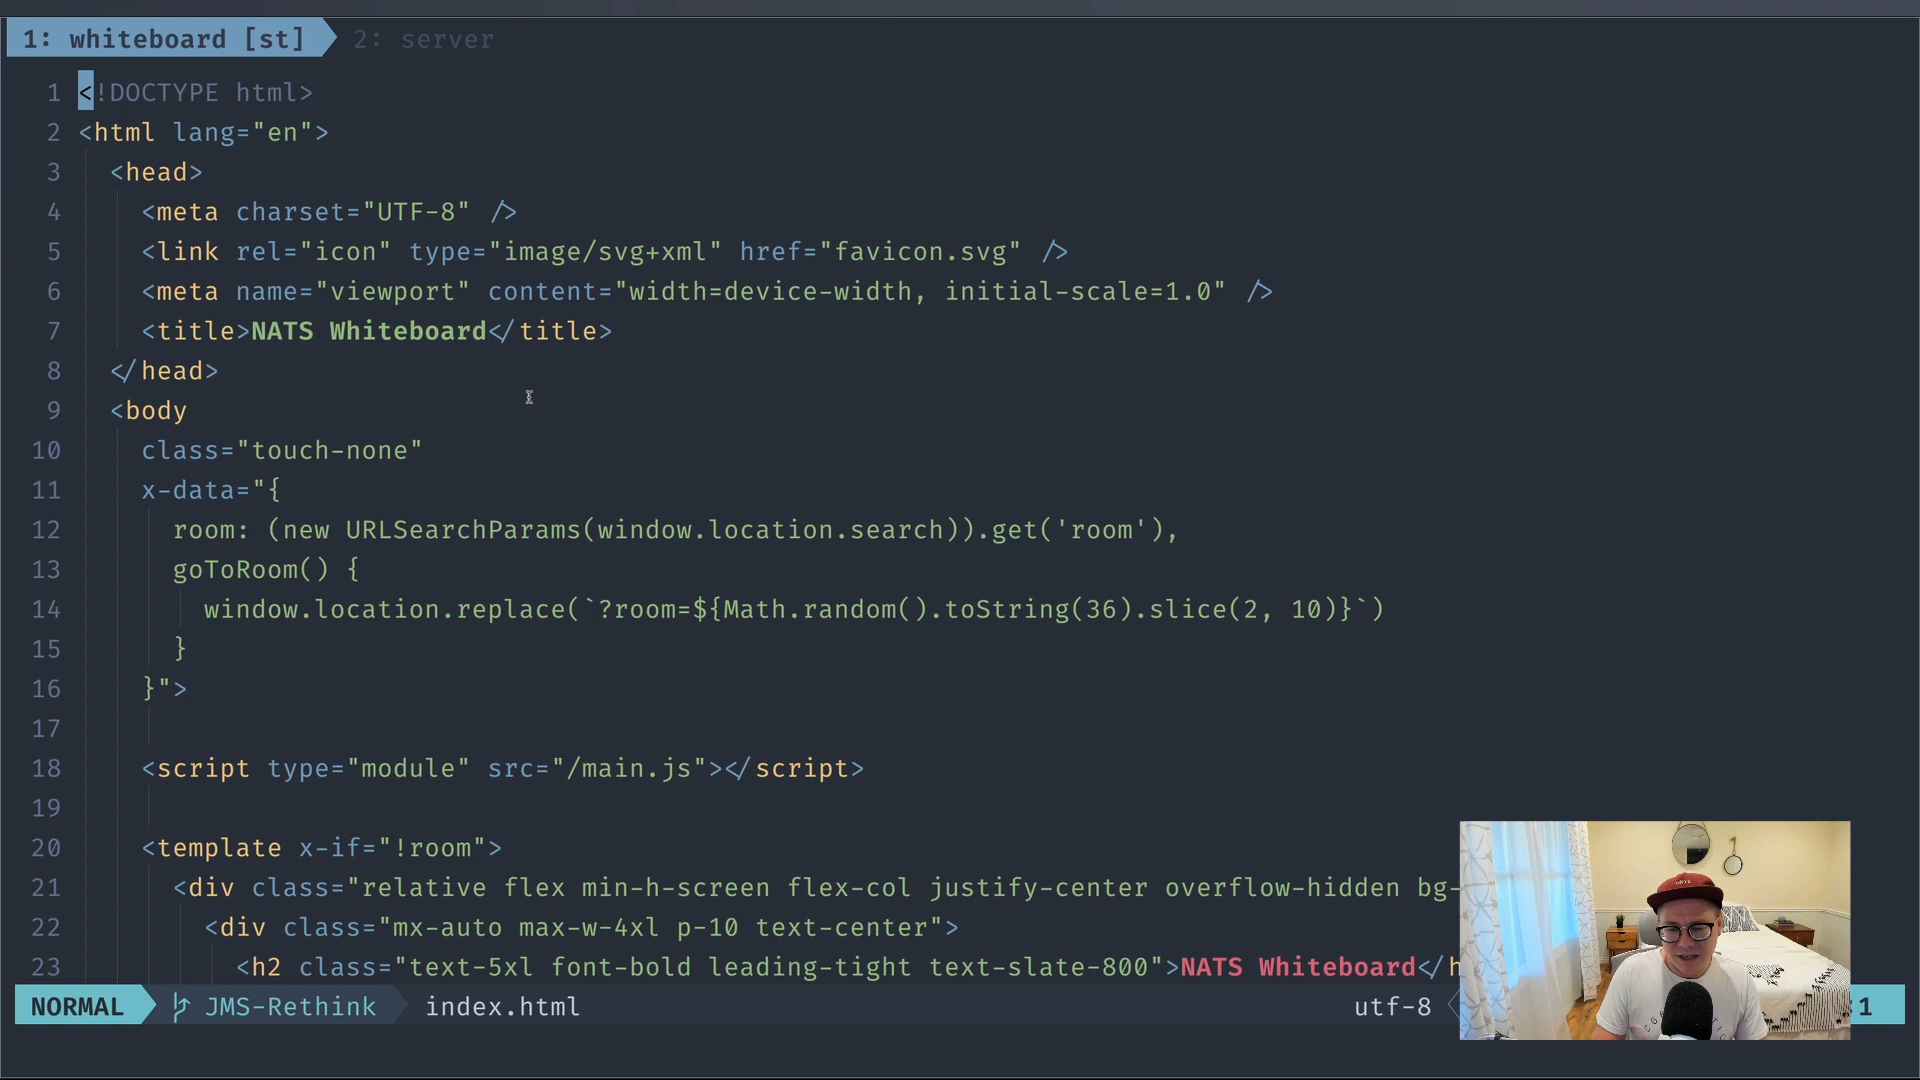 1: whiteboard [st] 2: server
1 <!DOCTYPE html>
2 <html lang="en">
3 <head>
4 <meta charset="UTF-8" />
5 <link rel="icon" type="image/svg+xml" href="favicon.svg" />
6 <meta name="viewport" content="width=device-width, initial-scale=1.0" />
7 <title>NATS Whiteboard</title>
8 </head>
9 <body
10 class="touch-none"
11 x-data="{
12 room: (new URLSearchParams(window.location.search)).get('room'),
13 goToRoom() {
14 window.location.replace(`?room=${Math.random().toString(36).slice(2, 10)}`)
15 }
16 }">
17
18 <script type="module" src="/main.js"></script>
19
20 <template x-if="!room">
21 <div class="relative flex min-h-screen flex-col justify-center overflow-hidden bg-
22 <div class="mx-auto max-w-4xl p-10 text-center">
23 <h2 class="text-5xl font-bold leading-tight text-slate-800">NATS Whiteboard</h
NORMAL JMS-Rethink index.html utf-8 1